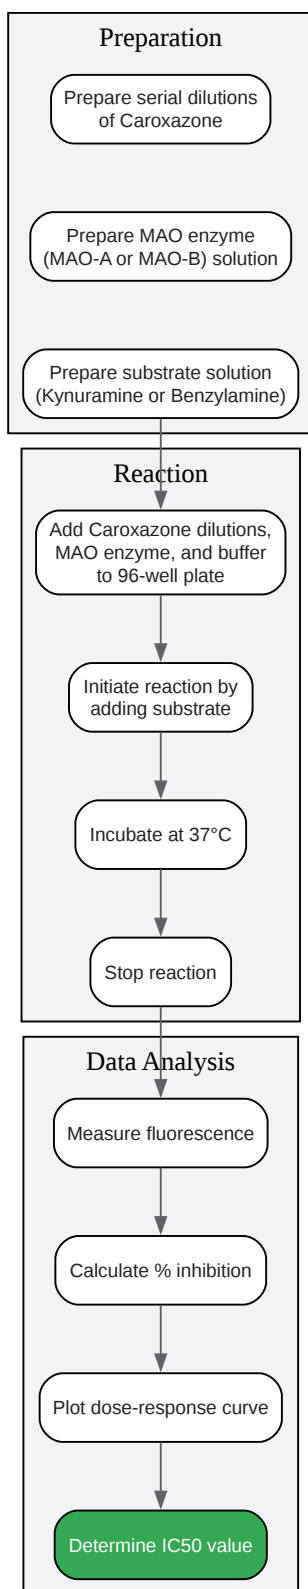 Preparation
Prepare serial dilutions
of Caroxazone
Prepare MAO enzyme
(MAO-A or MAO-B) solution
Prepare substrate solution
(Kynuramine or Benzylamine)
Reaction
Add Caroxazone dilutions,
MAO enzyme, and buffer
to 96-well plate
Initiate reaction by
adding substrate
Incubate at 37°C
Stop reaction
Data Analysis
Measure fluorescence
Calculate % inhibition
Plot dose-response curve
Determine IC50 value